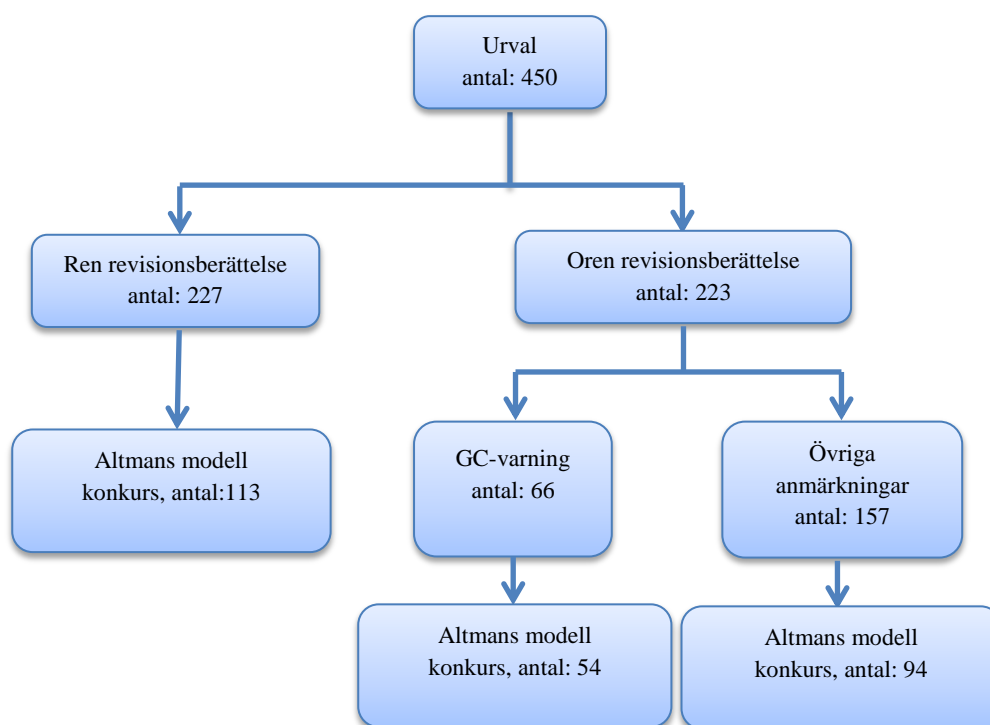 Urval
antal: 450
Ren revisionsberättelse
antal: 227
Oren revisionsberättelse
antal: 223
Altmans modell
konkurs, antal:113
GC-varning
antal: 66
Övriga
anmärkningar
antal: 157
Altmans modell
konkurs, antal: 54
Altmans modell
konkurs, antal: 94